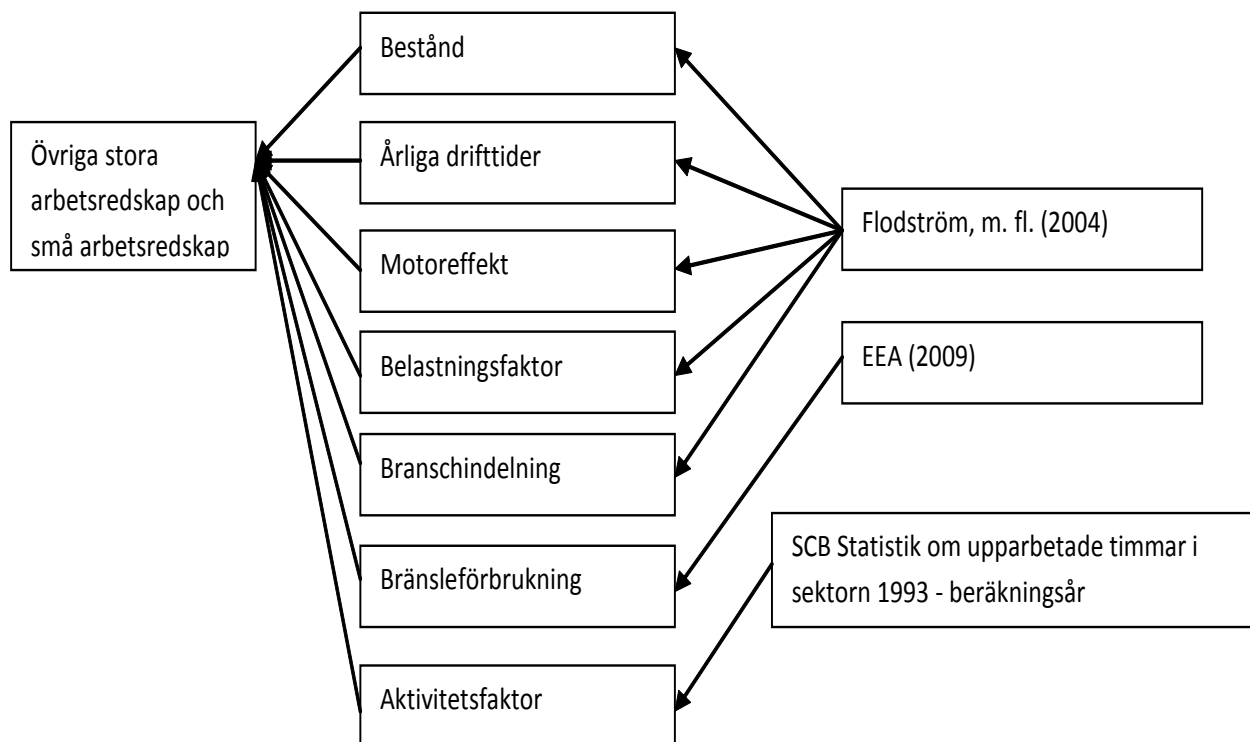 Övriga stora
arbetsredskap och
små arbetsredskap
Bestånd
Årliga drifttider
Motoreffekt
Belastningsfaktor
Branschindelning
Bränsleförbrukning
Aktivitetsfaktor
Flodström, m. fl. (2004)
EEA (2009)
SCB Statistik om upparbetade timmar i
sektorn 1993 - beräkningsår